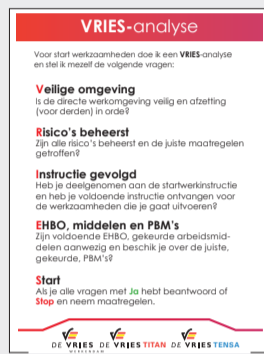 VRIES-analyse
Voor start werkzaamheden doe ik een VRIES-analyse
en stel ik mezelf de volgende vragen:
Veilige omgeving
Is de directe werkomgeving veilig en afzetting
(voor derden) in orde?
Risico's beheerst
Zijn alle risico's beheerst en de juiste maatregelen
getroffen?
Instructie gevolgd
Heb je deelgenomen aan de startwerkinstructie
en heb je voldoende instructie ontvangen voor
de werkzaamheden die je gaat uitvoeren?
EHBO, middelen en PBM's
Zijn voldoende EHBO, gekeurde arbeidsmid-
delen aanwezig en beschik je over de juiste,
gekeurde, PBM's?
Start
Als je alle vragen met Ja hebt beantwoord of
Stop en neem maatregelen.
DE VRIES DE VRIES TITAN DE VRIES TENSA
WERKENDAM